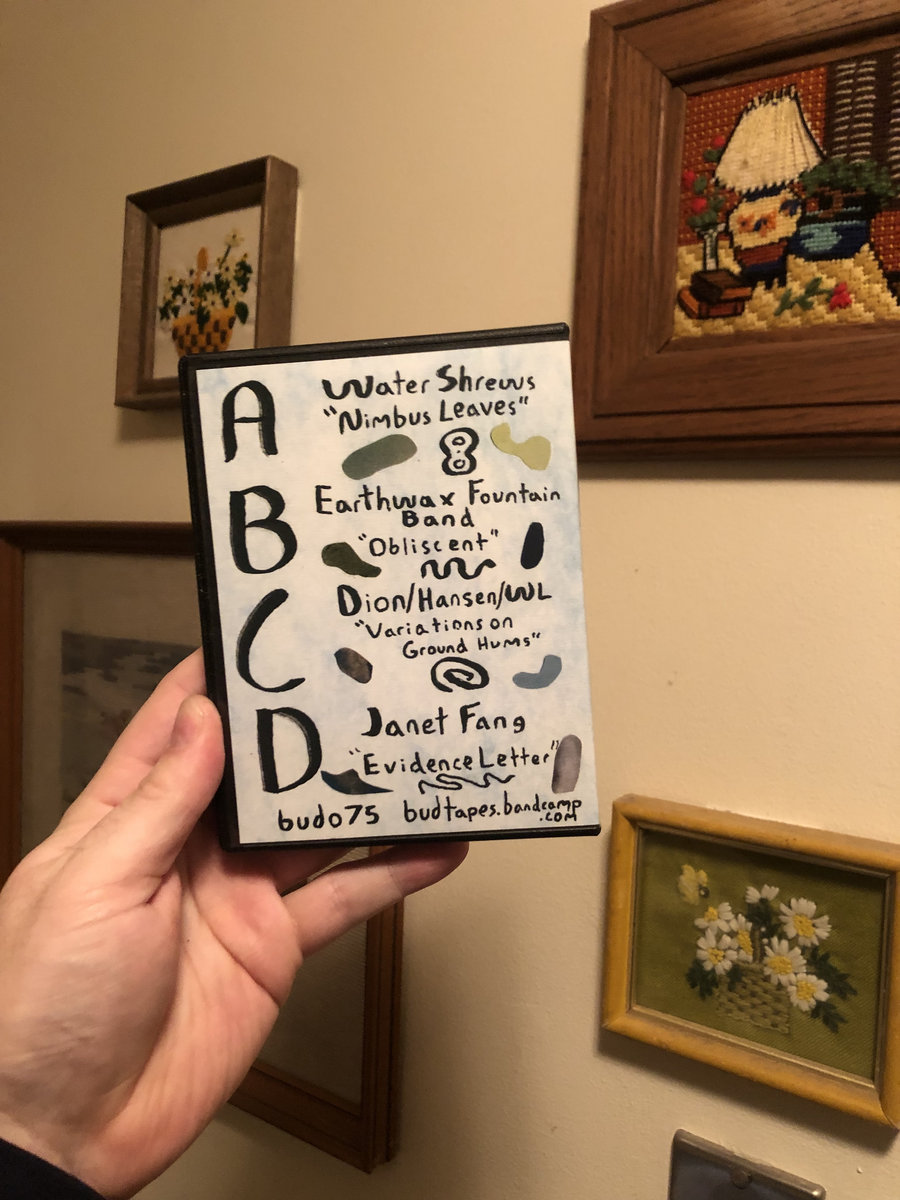 A
Water Shrews
"Nimbus Leaves"
B
Earthwax Fountain
Band
"Obliscent"
C
Dion/Hansen/WL
"Variations on
Ground Hums"
D
Janet Fang
"Evidence Letter"
bud075 budtapes.bandcamp
.com